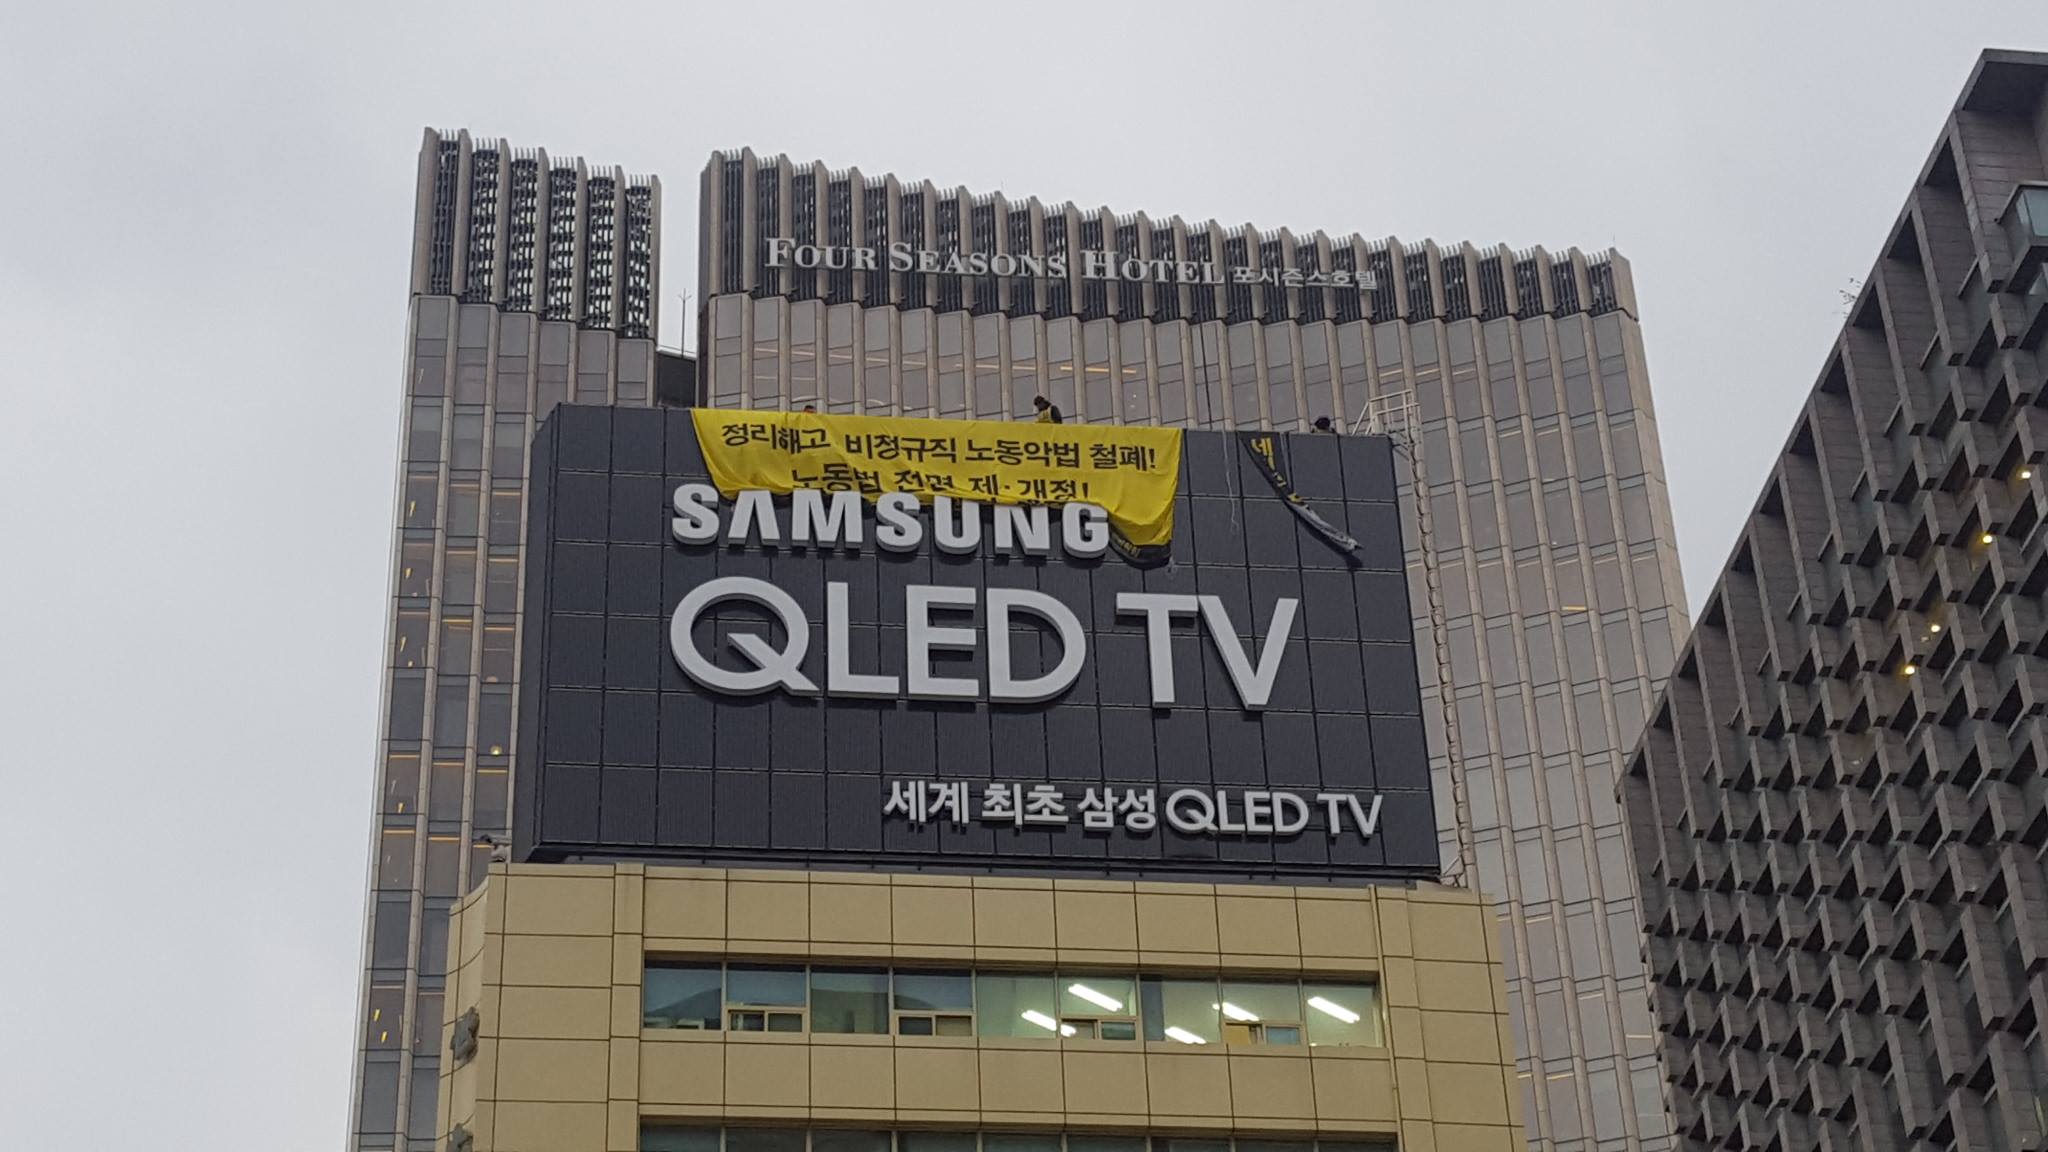 FOUR SEASONS HOTEL 포시즌스호텔
정리해고 비정규직 노동악법 철폐!
노동법 전면 제·개정!
SAMSUNG
QLED TV
세계 최초 삼성 QLED TV